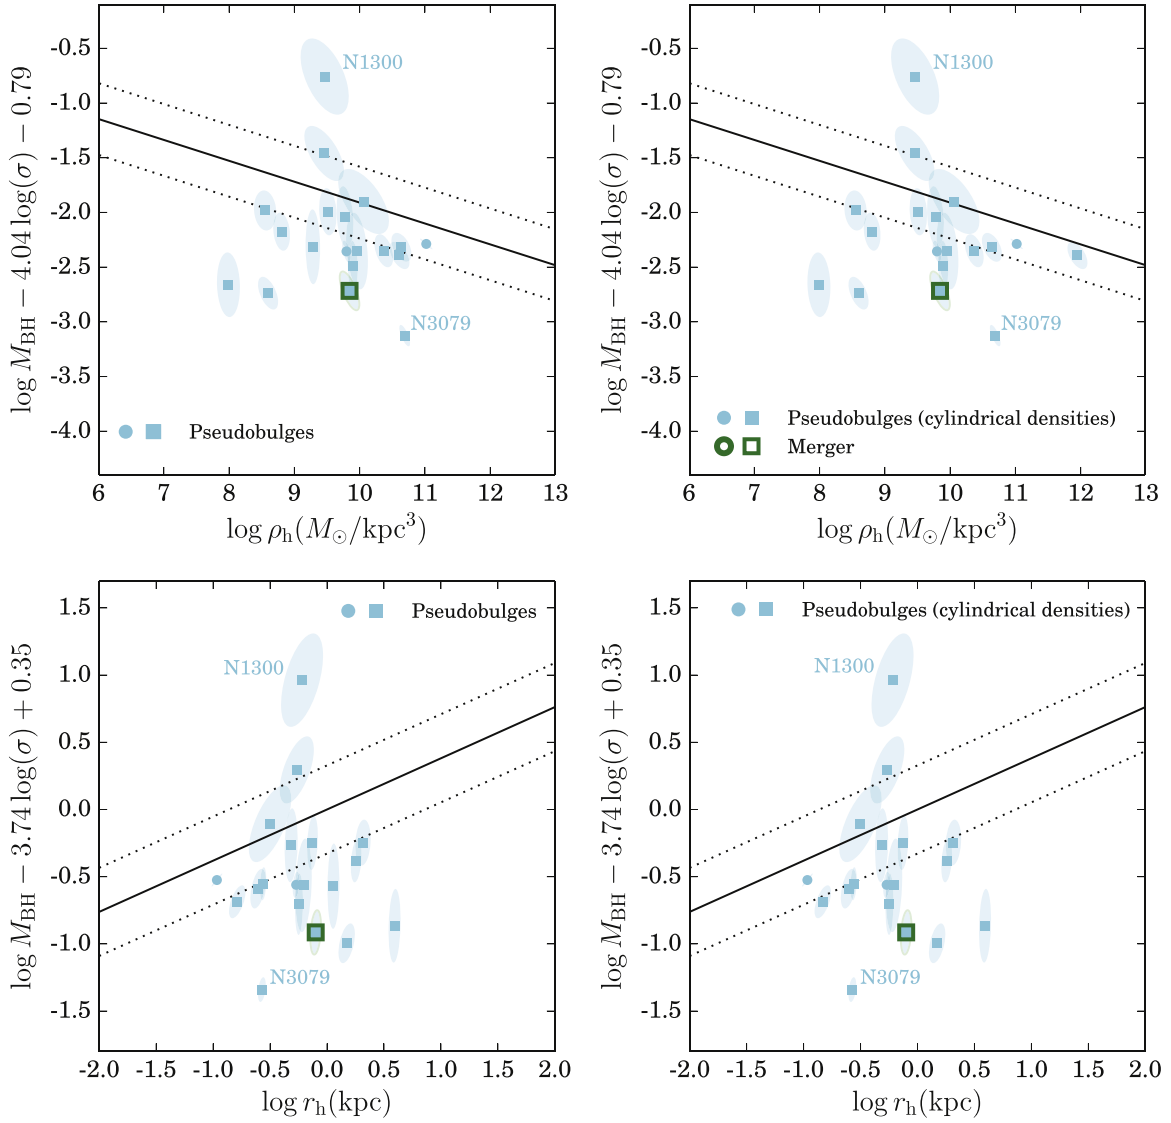 log M_BH − 4.04 log(σ) − 0.79
-0.5
-1.0
-1.5
-2.0
-2.5
-3.0
-3.5
-4.0
N1300
N3079
Pseudobulges
6 7 8 9 10 11 12 13
log ρ_h(M_⊙/kpc³)
log M_BH − 4.04 log(σ) − 0.79
-0.5
-1.0
-1.5
-2.0
-2.5
-3.0
-3.5
-4.0
N1300
N3079
Pseudobulges (cylindrical densities)
Merger
6 7 8 9 10 11 12 13
log ρ_h(M_⊙/kpc³)
log M_BH − 3.74 log(σ) + 0.35
1.5
1.0
0.5
0.0
-0.5
-1.0
-1.5
Pseudobulges
N1300
N3079
-2.0 -1.5 -1.0 -0.5 0.0 0.5 1.0 1.5 2.0
log r_h(kpc)
log M_BH − 3.74 log(σ) + 0.35
1.5
1.0
0.5
0.0
-0.5
-1.0
-1.5
Pseudobulges (cylindrical densities)
N1300
N3079
-2.0 -1.5 -1.0 -0.5 0.0 0.5 1.0 1.5 2.0
log r_h(kpc)